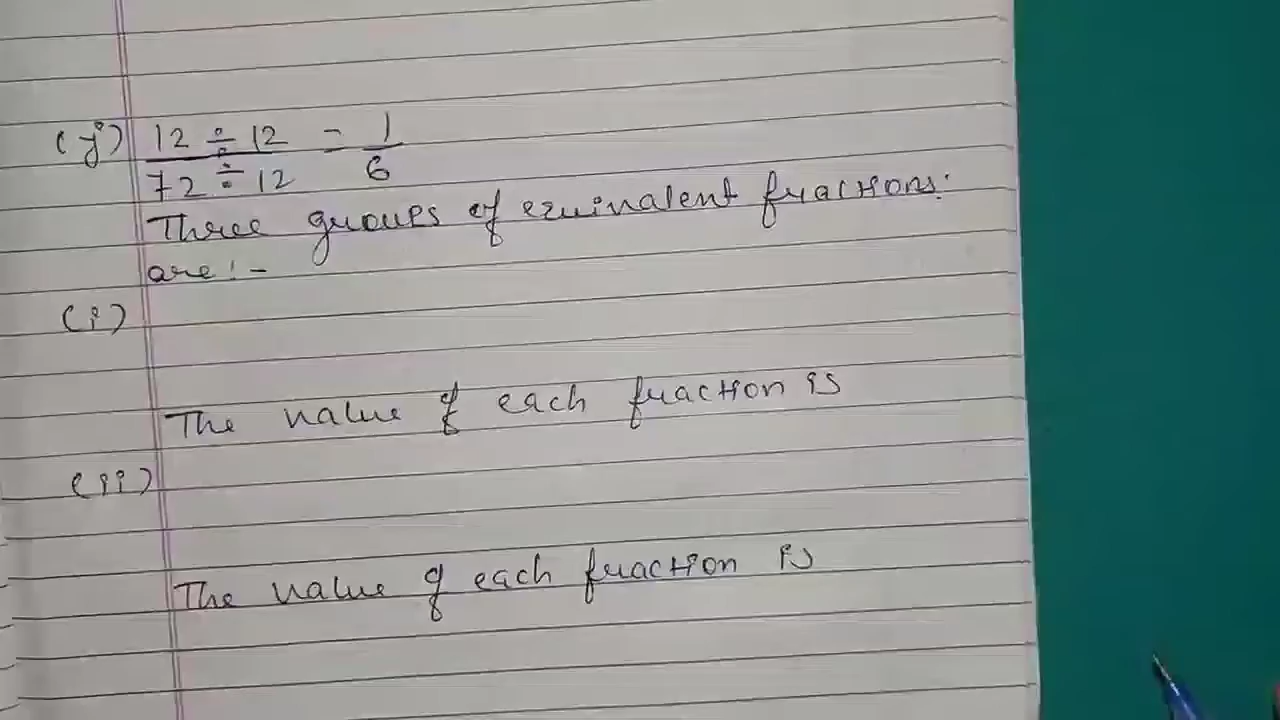 (j) 12 ÷ 12 = 1
72 ÷ 12 6
Three groups of equivalent fractions.
are:-
(i)
The value of each fraction is
(ii)
The value of each fraction is